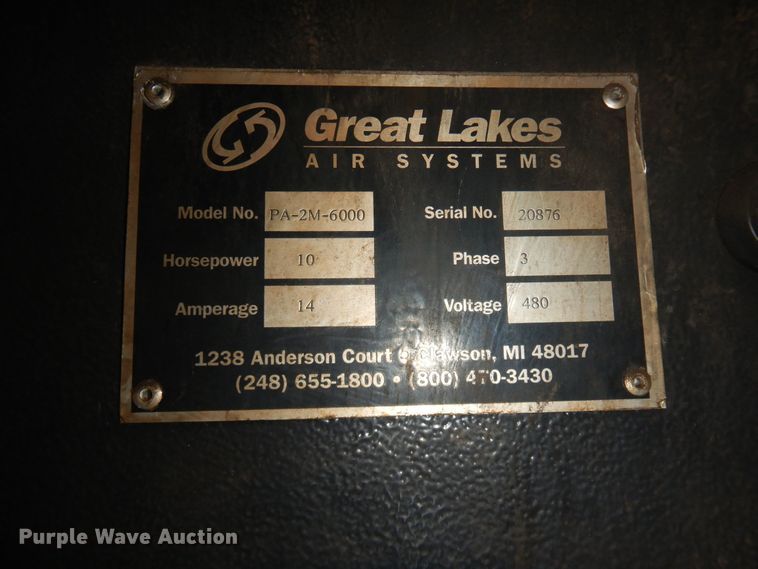 Great Lakes
AIR SYSTEMS
Model No. PA-2M-6000 Serial No. 20876
Horsepower 10 Phase 3
Amperage 14 Voltage 480
1238 Anderson Court • Clawson, MI 48017
(248) 655-1800 • (800) 470-3430
Purple Wave Auction